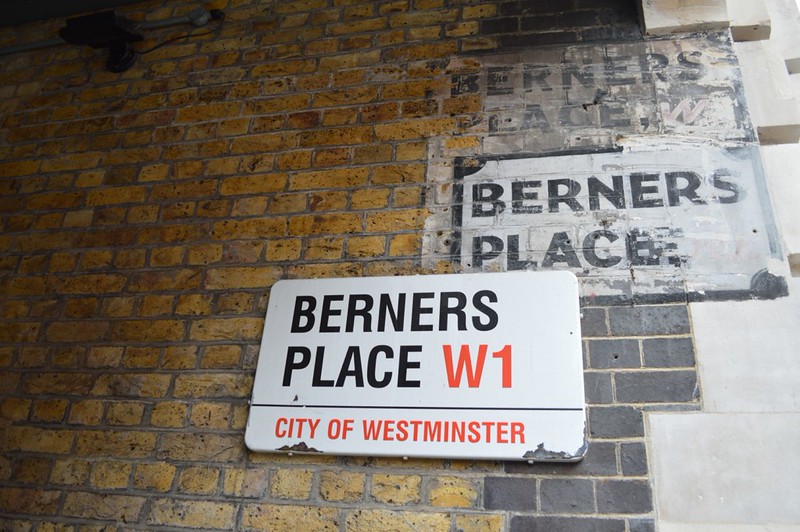 BERNERS
PLACE, W
BERNERS
PLACE
BERNERS
PLACE W1
CITY OF WESTMINSTER